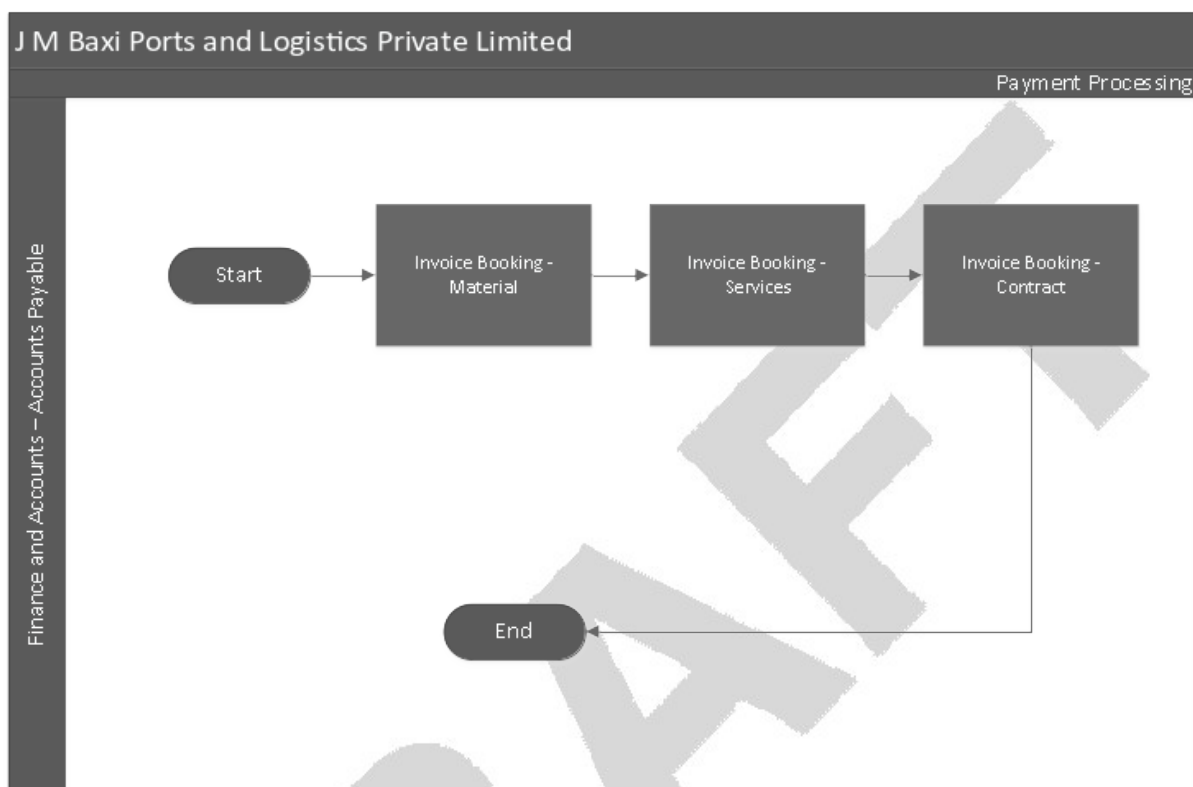 J M Baxi Ports and Logistics Private Limited
Payment Processing
Finance and Accounts – Accounts Payable
Start
Invoice Booking -
Material
Invoice Booking -
Services
Invoice Booking -
Contract
End
DRAFT